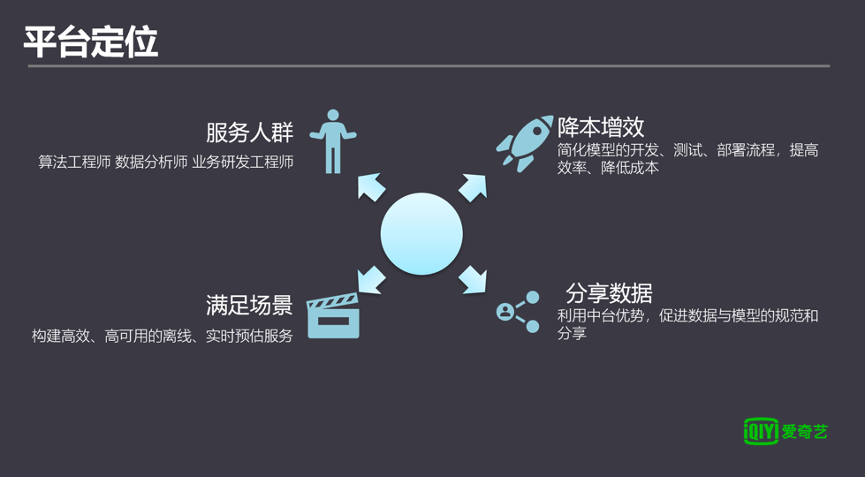 平台定位
服务人群
算法工程师 数据分析师 业务研发工程师
降本增效
简化模型的开发、测试、部署流程，提高
效率、降低成本
满足场景
构建高效、高可用的离线、实时预估服务
分享数据
利用中台优势，促进数据与模型的规范和
分享
iQIY 爱奇艺